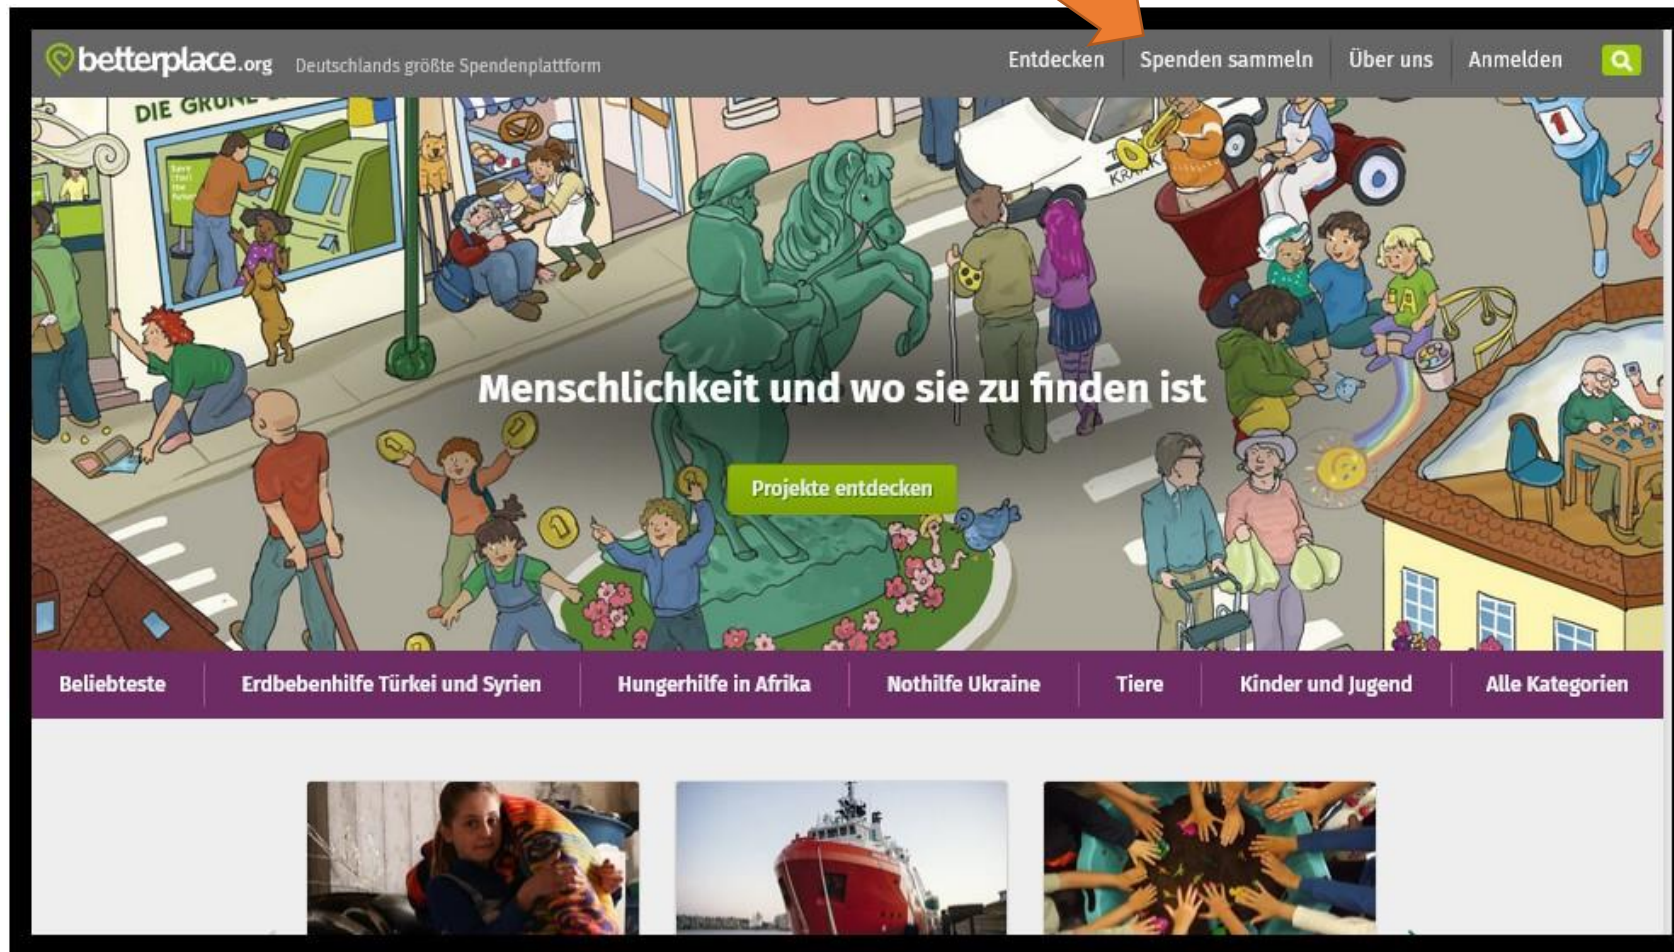 betterplace.org Deutschlands größte Spendenplattform
Entdecken Spenden sammeln Über uns Anmelden
DIE GRÜNE
KRANK
1
A
Menschlichkeit und wo sie zu finden ist
Projekte entdecken
Beliebteste Erdbebenhilfe Türkei und Syrien Hungerhilfe in Afrika Nothilfe Ukraine Tiere Kinder und Jugend Alle Kategorien